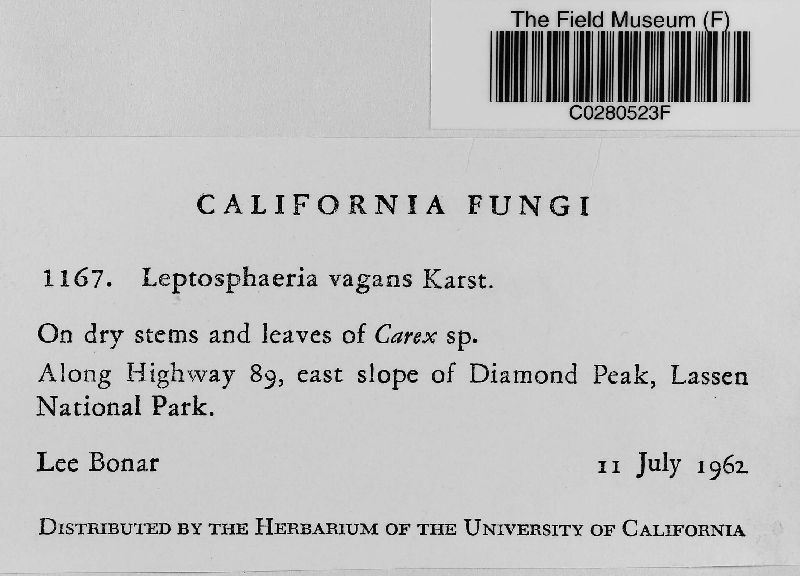 The Field Museum (F)
C0280523F
CALIFORNIA FUNGI
1167. Leptosphaeria vagans Karst.
On dry stems and leaves of Carex sp.
Along Highway 89, east slope of Diamond Peak, Lassen
National Park.
Lee Bonar 11 July 1962
DISTRIBUTED BY THE HERBARIUM OF THE UNIVERSITY OF CALIFORNIA